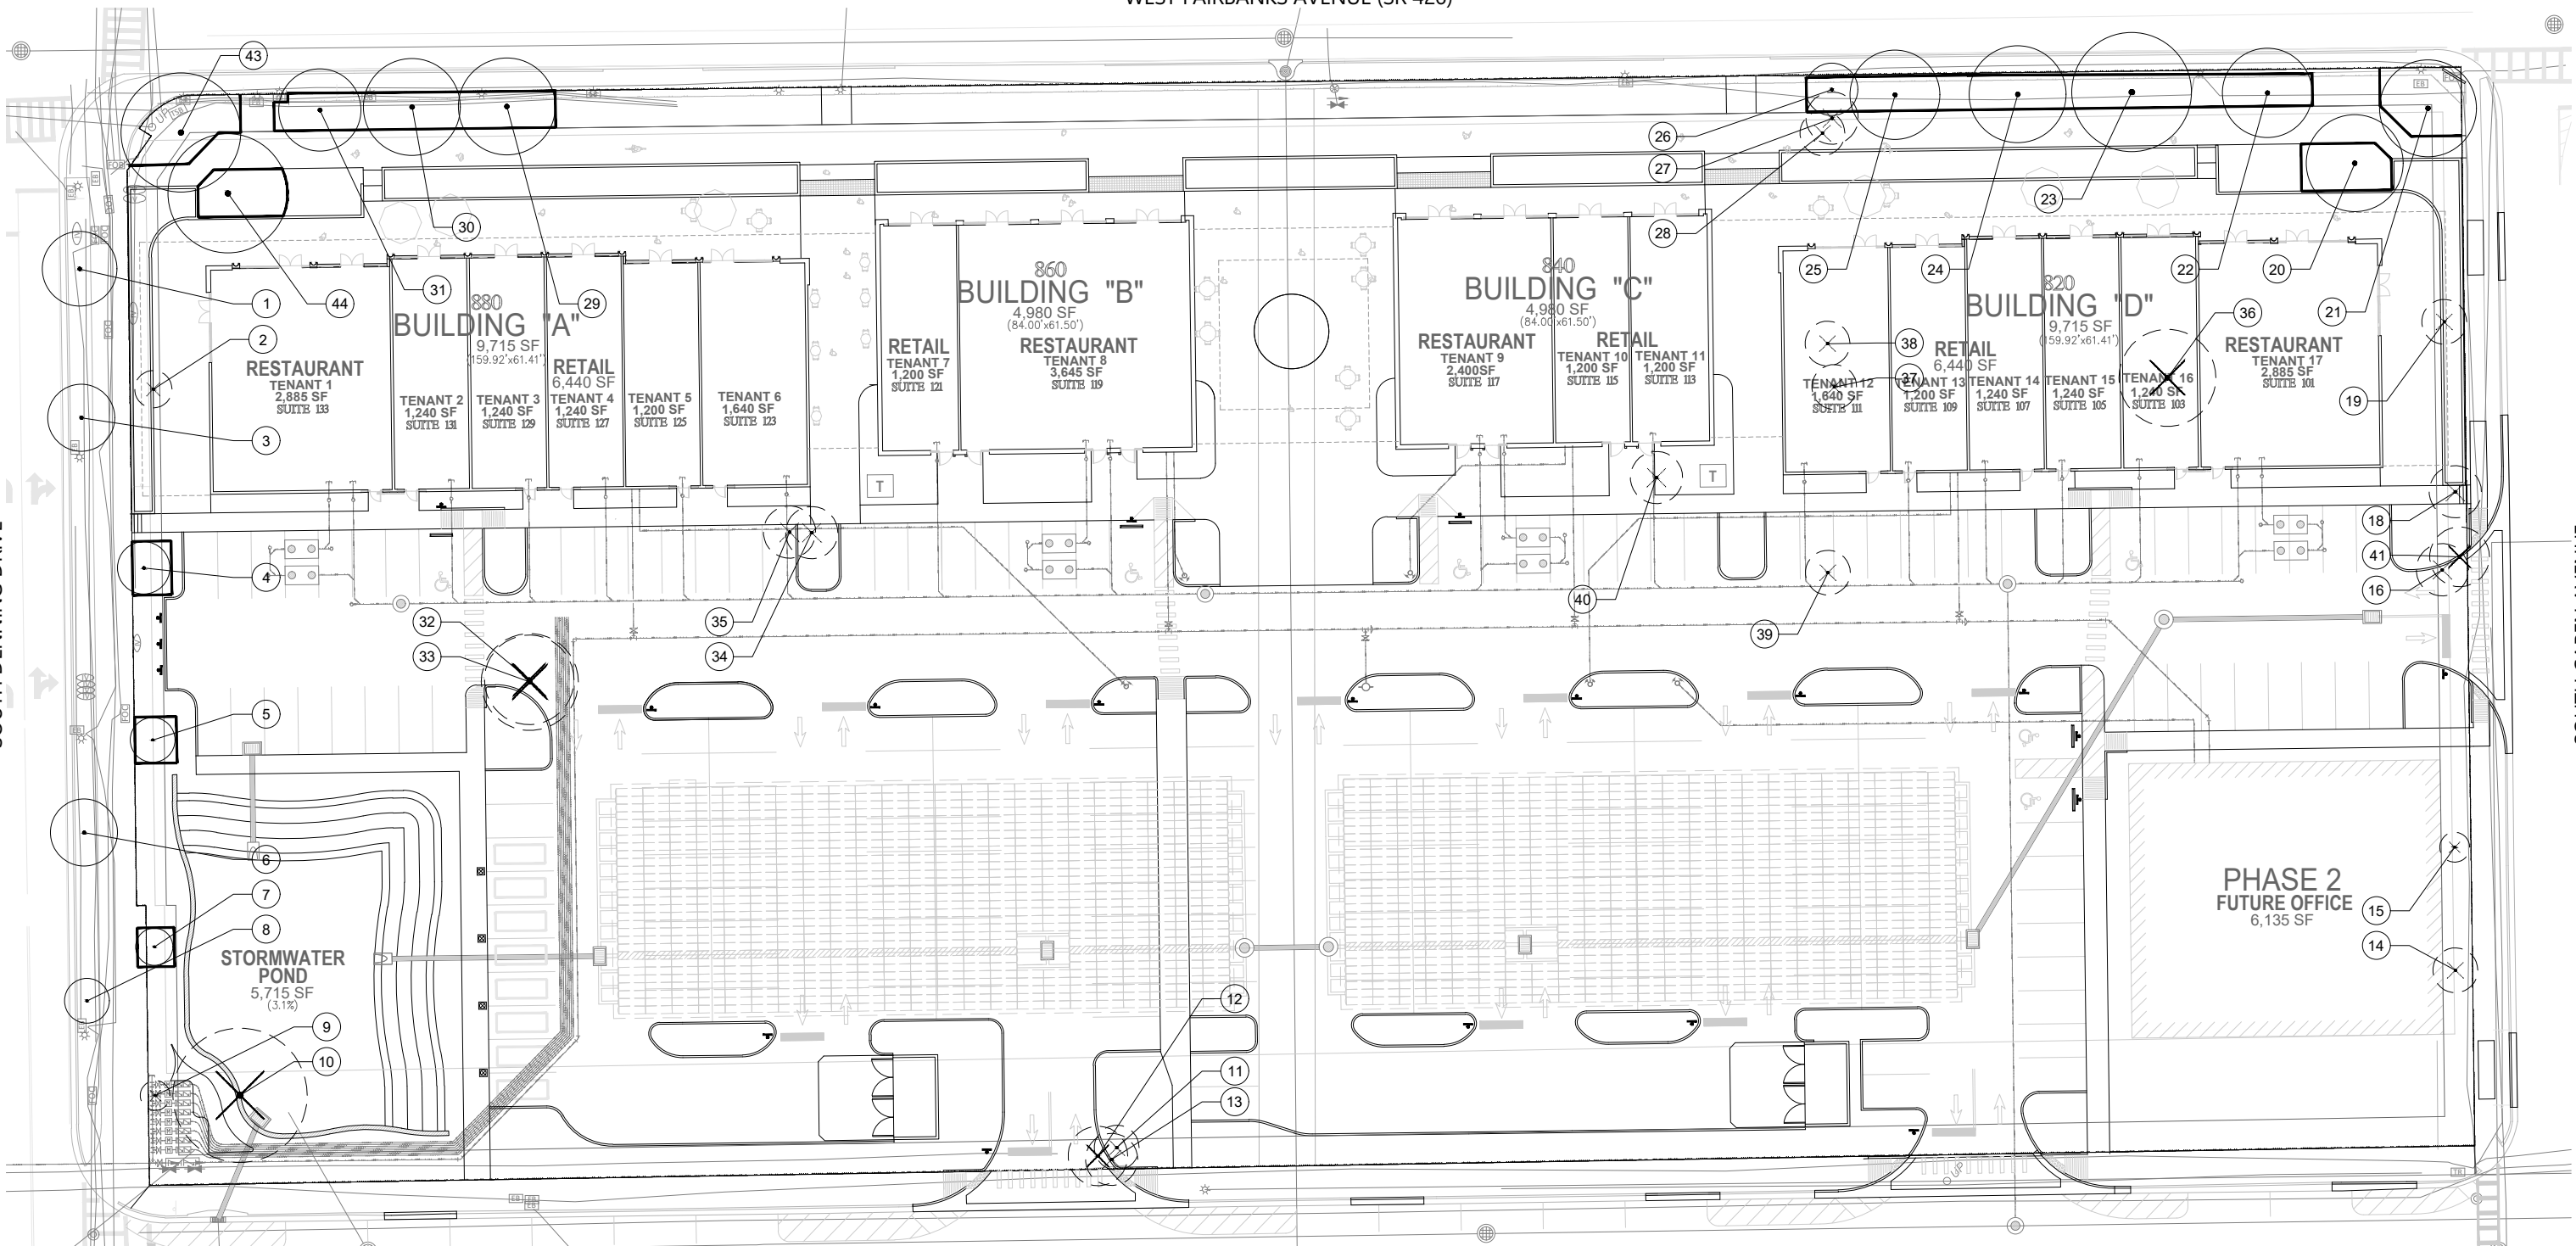 WEST FAIRBANKS AVENUE (SR 426)
43
26
27
28
30
31
29
1
44
2
3
25
24
23
22
20
21
19
38
37
36
880
BUILDING "A"
9,715 SF
(159.92'x61.41')
RESTAURANT
TENANT 1
2,885 SF
SUITE 133
TENANT 2
1,240 SF
SUITE 131
TENANT 3
1,240 SF
SUITE 129
RETAIL
6,440 SF
TENANT 4
1,240 SF
SUITE 127
TENANT 5
1,200 SF
SUITE 125
TENANT 6
1,640 SF
SUITE 123
860
BUILDING "B"
4,980 SF
(84.00'x61.50')
RETAIL
TENANT 7
1,200 SF
SUITE 121
RESTAURANT
TENANT 8
3,645 SF
SUITE 119
840
BUILDING "C"
4,980 SF
(84.00'x61.50')
RESTAURANT
TENANT 9
2,400SF
SUITE 117
RETAIL
TENANT 10
1,200 SF
SUITE 115
TENANT 11
1,200 SF
SUITE 113
820
BUILDING "D"
9,715 SF
(159.92'x61.41')
RETAIL
6,440 SF
TENANT 12
1,640 SF
SUITE 111
TENANT 13
1,200 SF
SUITE 109
TENANT 14
1,240 SF
SUITE 107
TENANT 15
1,240 SF
SUITE 105
TENANT 16
1,240 SF
SUITE 103
RESTAURANT
TENANT 17
2,885 SF
SUITE 101
T
T
18
41
16
4
40
39
32
33
35
34
5
6
7
8
9
10
STORMWATER
POND
5,715 SF
(3.1%)
12
11
13
PHASE 2
FUTURE OFFICE
6,135 SF
15
14
UP
UP